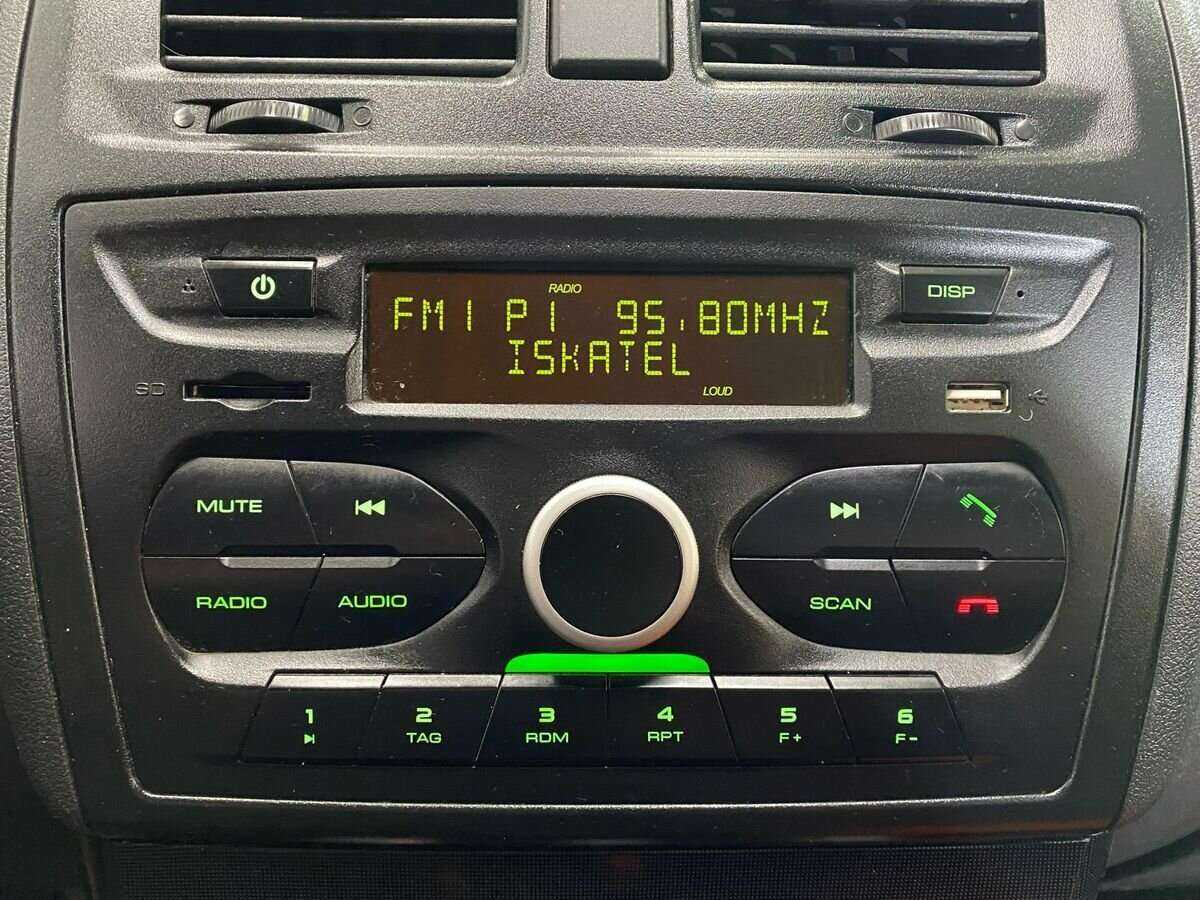 RADIO
FM1 P1 95.80MHZ
ISKATEL
LOUD
DISP
SD
MUTE
RADIO AUDIO
SCAN
1 2 3 4 5 6
TAG RDM RPT F+ F-